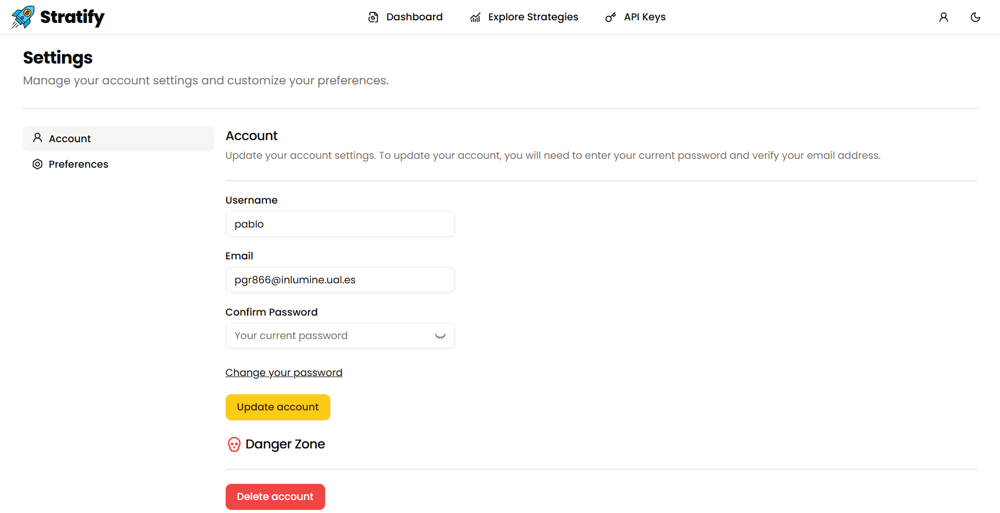 Stratify
Dashboard
Explore Strategies
API Keys
Settings
Manage your account settings and customize your preferences.
Account
Preferences
Account
Update your account settings. To update your account, you will need to enter your current password and verify your email address.
Username
pablo
Email
pgr866@inlumine.ual.es
Confirm Password
Your current password
Change your password
Update account
Danger Zone
Delete account